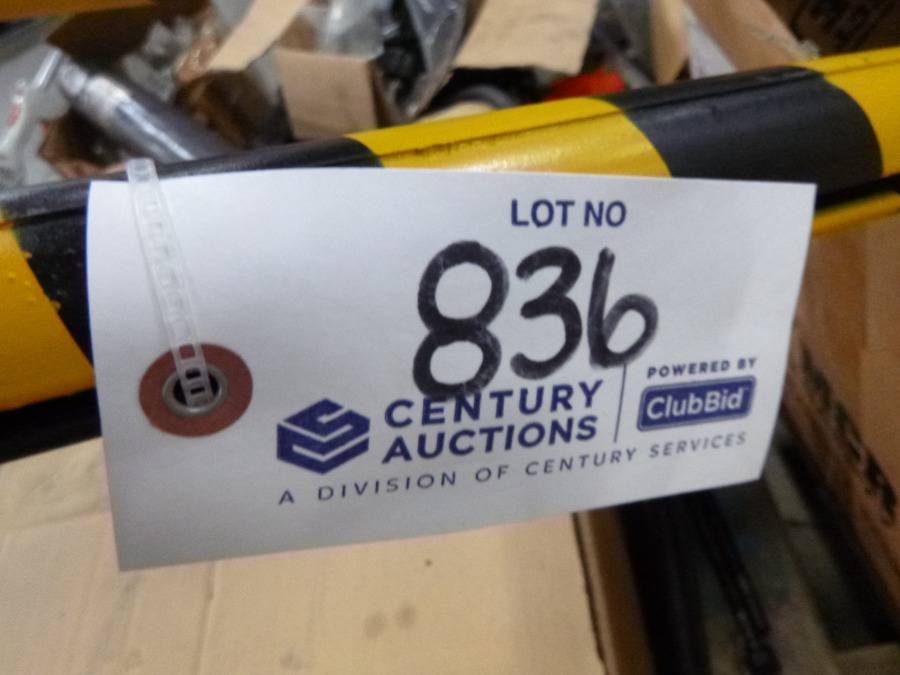 LOT NO
836
CENTURY
AUCTIONS
POWERED BY
ClubBid
A DIVISION OF CENTURY SERVICES